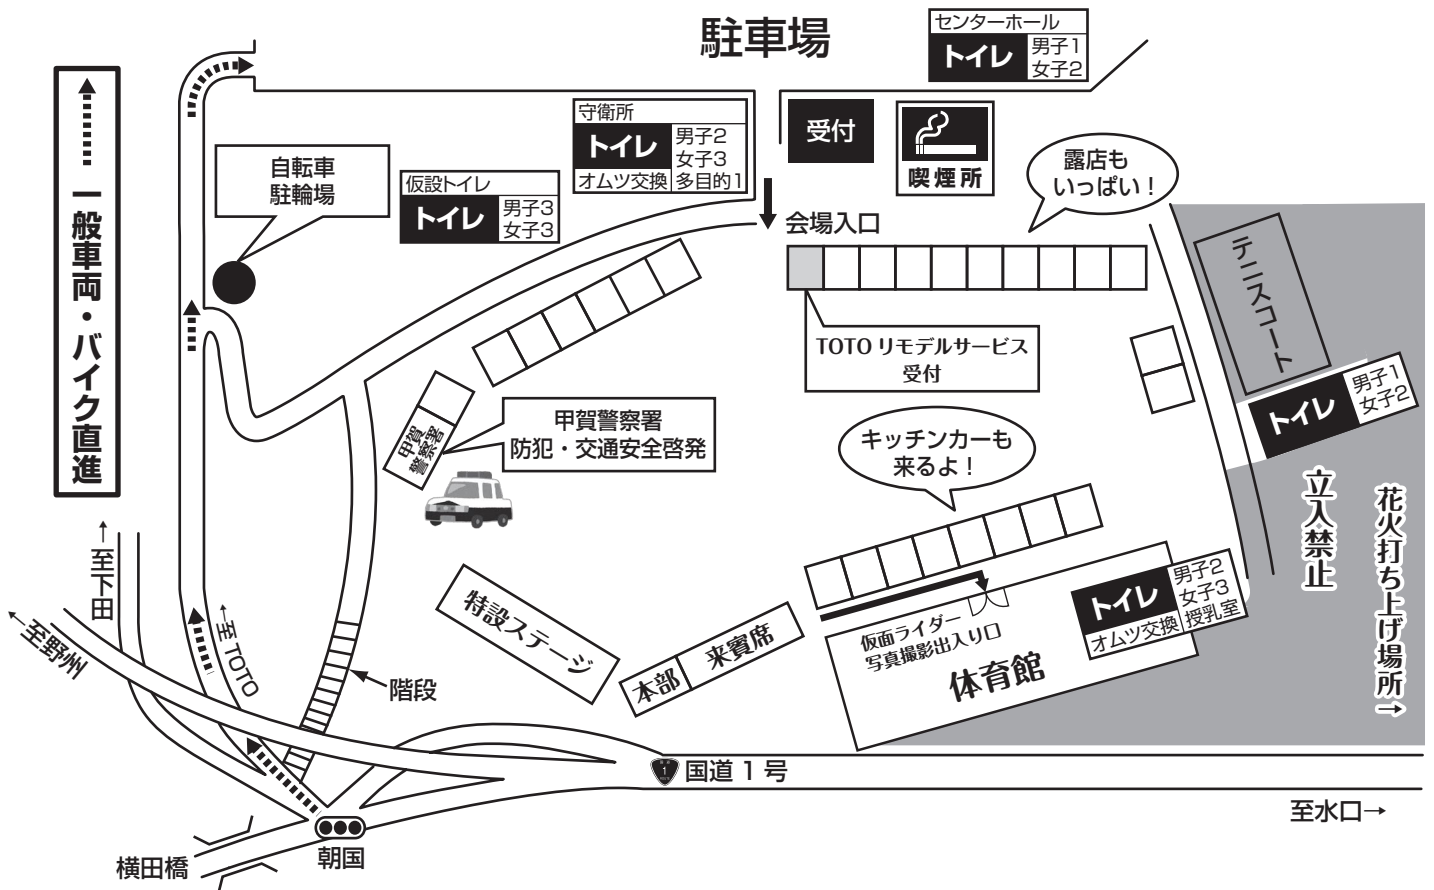 駐車場
センターホール
トイレ
男子1
女子2
一般車両・バイク直進
守衛所
トイレ
男子2
女子3
オムツ交換
多目的1
受付
喫煙所
自転車
駐輪場
仮設トイレ
トイレ
男子3
女子3
露店も
いっぱい！
会場入口
テニスコート
TOTO リモデルサービス
受付
トイレ
男子1
女子2
甲賀
警察署
甲賀警察署
防犯・交通安全啓発
キッチンカーも
来るよ！
立入禁止
花火打ち上げ場所→
←至下田
←至野州
←至 TOTO
階段
特設ステージ
本部
来賓席
仮面ライダー
写真撮影出入り口
体育館
トイレ
男子2
女子3
オムツ交換
授乳室
1
国道 1 号
至水口→
横田橋
朝国